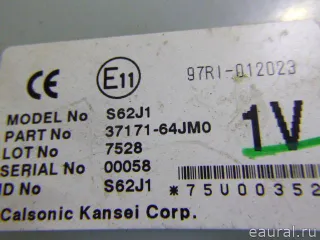 CE E11 97RI-012023
MODEL No S62J1
PART No 37171-64JM0
1V
LOT No 7528
SERIAL No 00058
ID No S62J1
*75U00352
Calsonic Kansei Corp.
eaural.ru